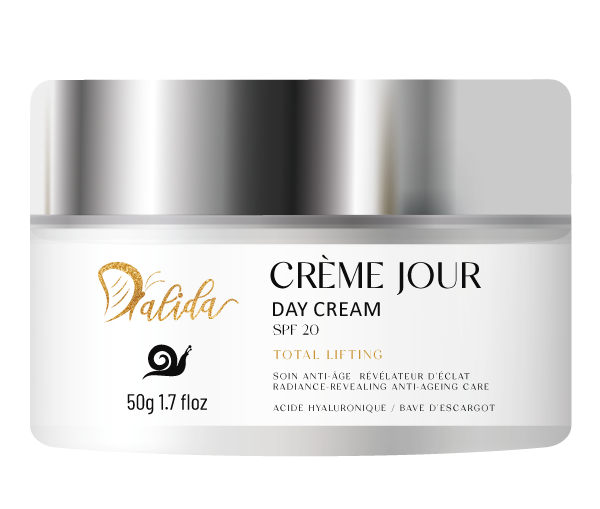 Dalida
50g 1.7 floz
CRÈME JOUR
DAY CREAM
SPF 20
TOTAL LIFTING
SOIN ANTI-ÂGE RÉVÉLATEUR D'ÉCLAT
RADIANCE-REVEALING ANTI-AGEING CARE
ACIDE HYALURONIQUE / BAVE D'ESCARGOT